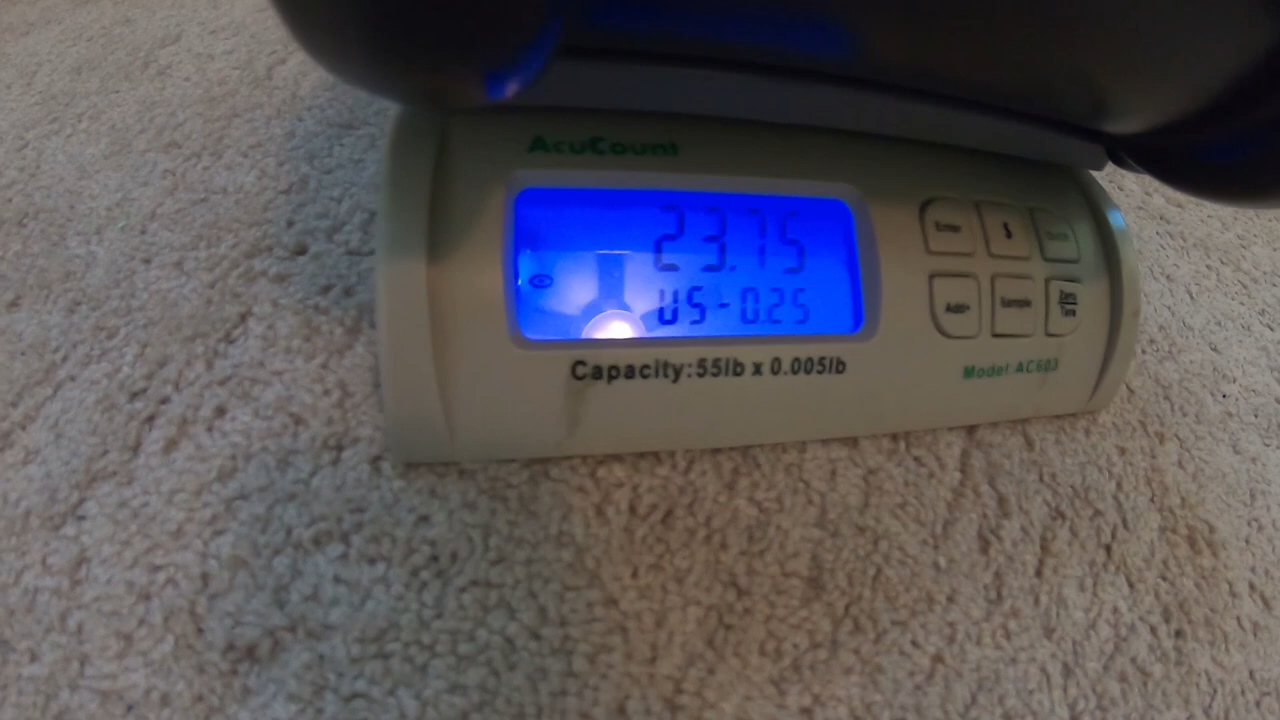 AcuCount
23.75
US-0.25
Enter
$
Add+
Sample
Zero
Tare
Capacity:55lb x 0.005lb
Model AC603